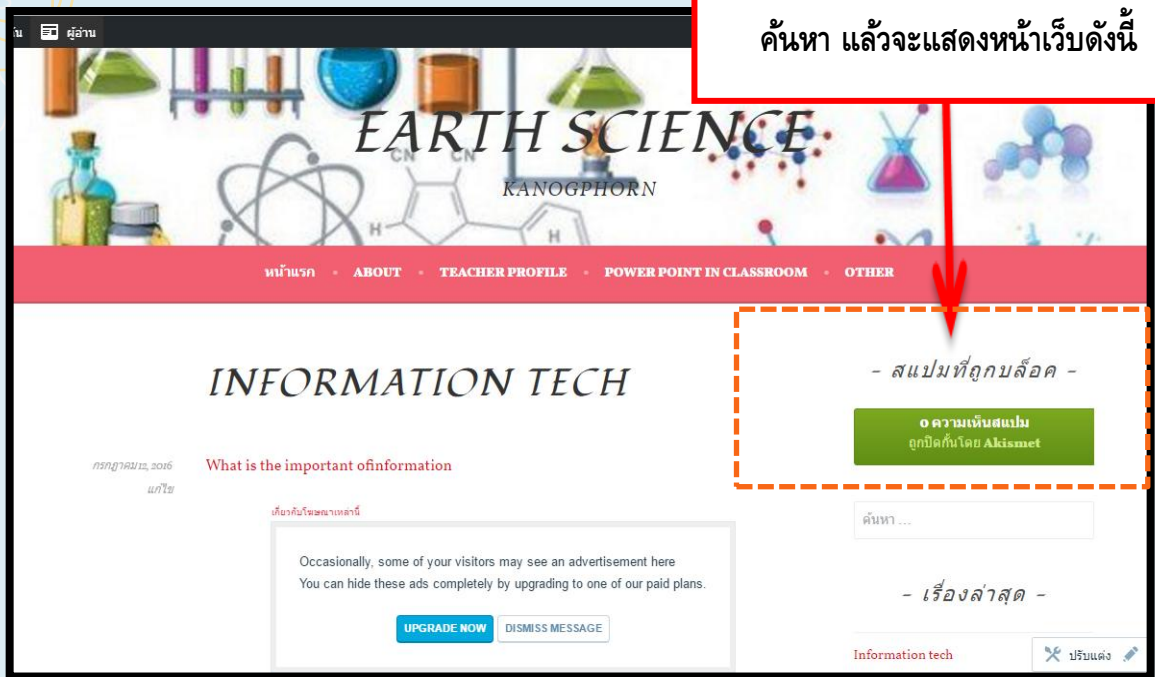 ค้นหา แล้วจะแสดงหน้าเว็บดังนี้
ผู้อ่าน
EARTH SCIENCE
CN CN
KANOGPHORN
H
H
หน้าแรก • ABOUT • TEACHER PROFILE • POWER POINT IN CLASSROOM • OTHER
INFORMATION TECH
– สแปมที่ถูกบล็อค –
0 ความเห็นสแปม
ถูกปิดกั้นโดย Akismet
กรกฎาคม 12, 2016
แก้ไข
What is the important ofinformation
เกี่ยวกับโฆษณาเหล่านี้
Occasionally, some of your visitors may see an advertisement here
You can hide these ads completely by upgrading to one of our paid plans.
UPGRADE NOW DISMISS MESSAGE
ค้นหา …
– เรื่องล่าสุด –
Information tech
ปรับแต่ง